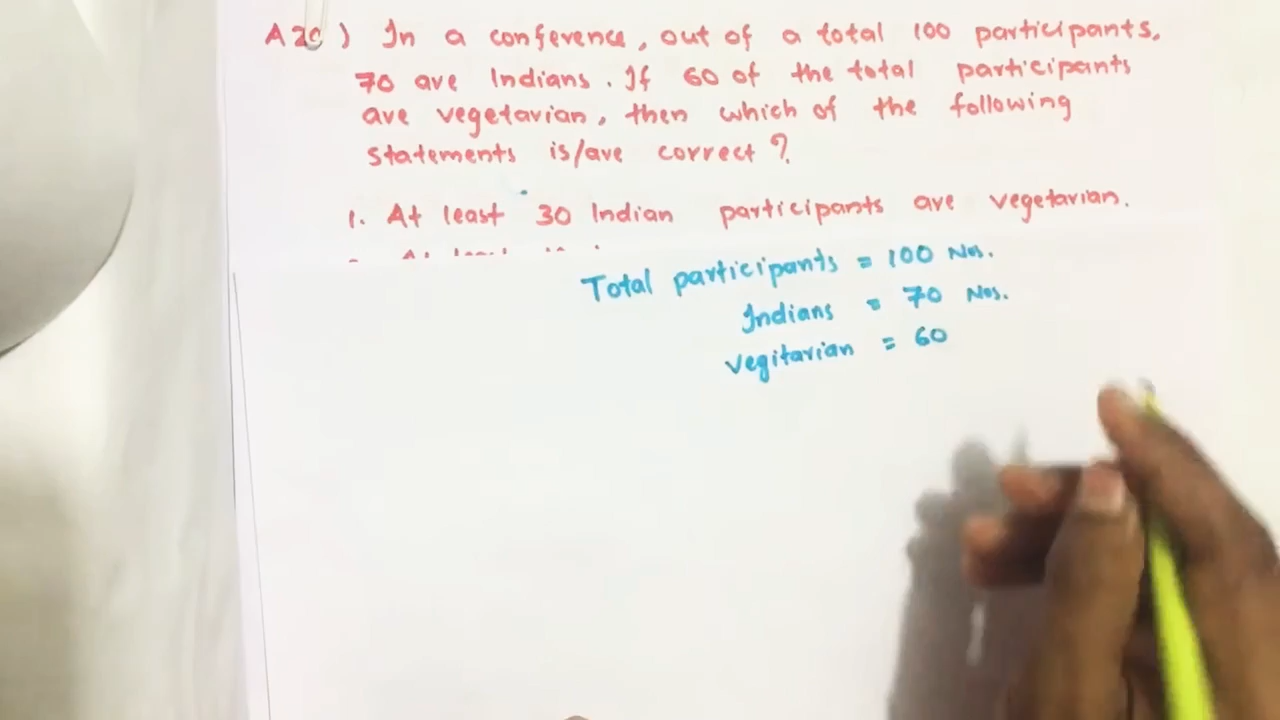 A20) In a conference, out of a total 100 participants,
70 are Indians. If 60 of the total participants
are vegetarian, then which of the following
statements is/are correct?
1. At least 30 Indian participants are vegetarian.
Total participants = 100 Nos.
Indians = 70 Nos.
vegitarian = 60